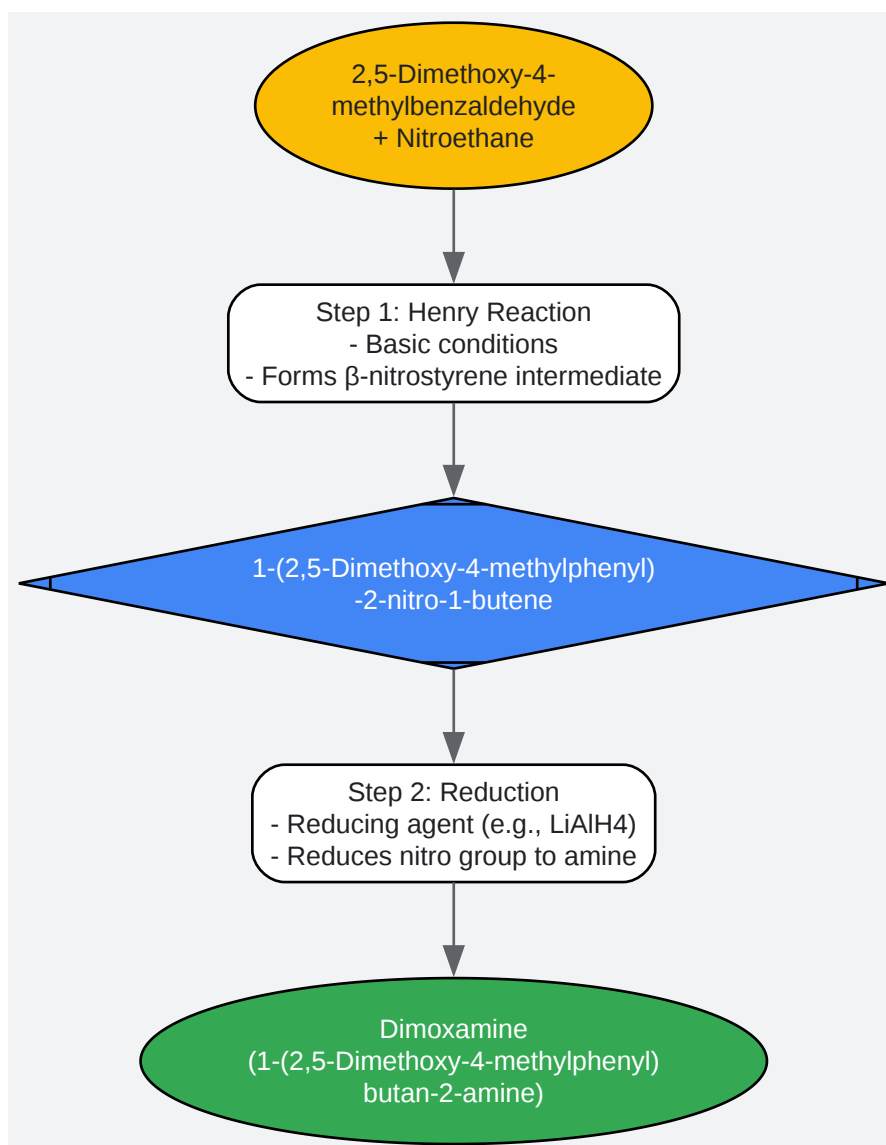 2,5-Dimethoxy-4-
methylbenzaldehyde
+ Nitroethane
Step 1: Henry Reaction
- Basic conditions
- Forms β-nitrostyrene intermediate
1-(2,5-Dimethoxy-4-methylphenyl)
-2-nitro-1-butene
Step 2: Reduction
- Reducing agent (e.g., LiAlH4)
- Reduces nitro group to amine
Dimoxamine
(1-(2,5-Dimethoxy-4-methylphenyl)
butan-2-amine)